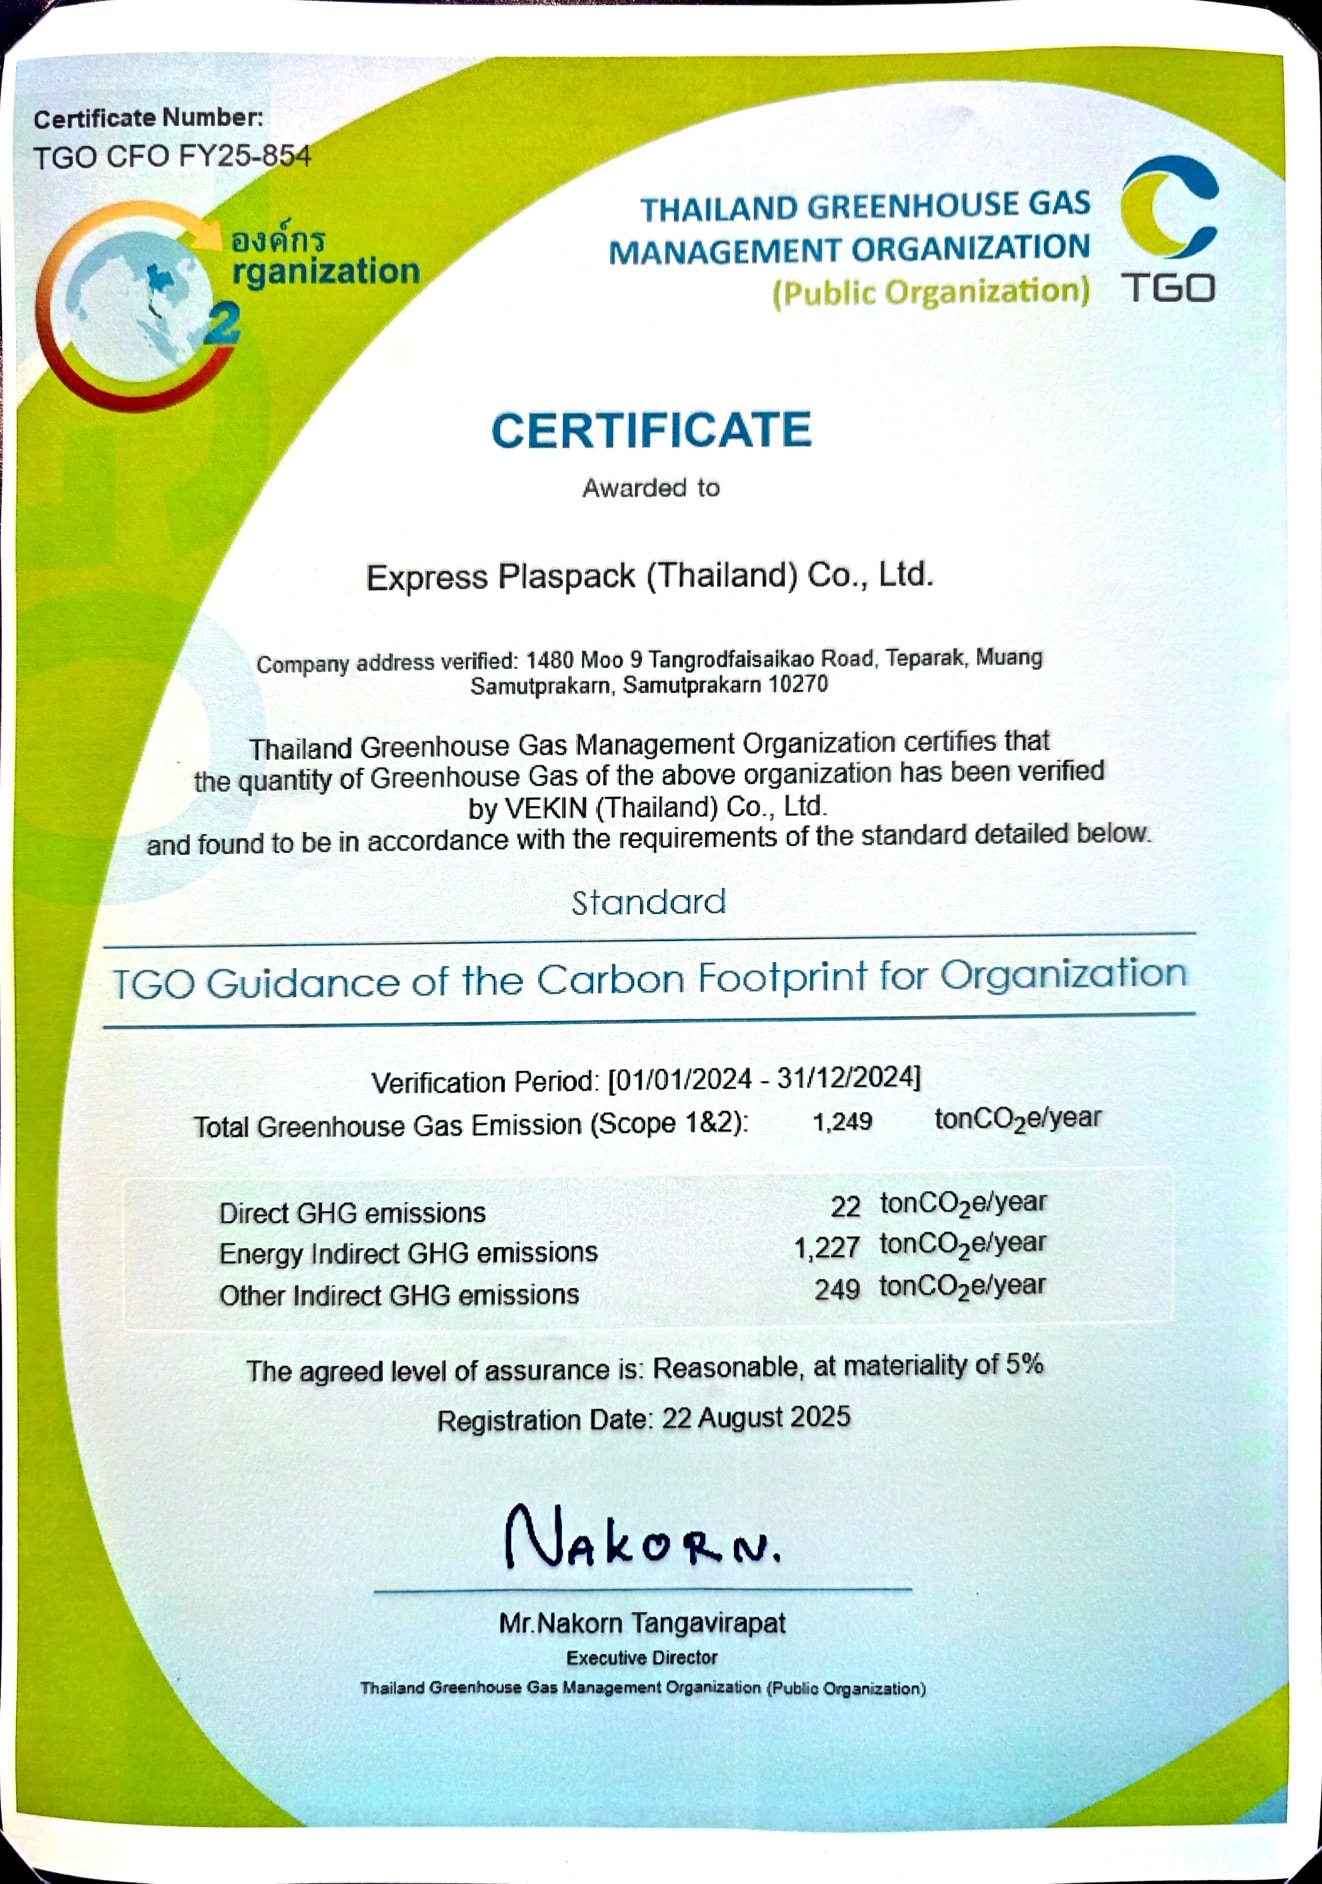 Certificate Number:
TGO CFO FY25-854
องค์กร
rganization
2
THAILAND GREENHOUSE GAS
MANAGEMENT ORGANIZATION
(Public Organization)
TGO
CERTIFICATE
Awarded to
Express Plaspack (Thailand) Co., Ltd.
Company address verified: 1480 Moo 9 Tangrodfaisaikao Road, Teparak, Muang
Samutprakarn, Samutprakarn 10270
Thailand Greenhouse Gas Management Organization certifies that
the quantity of Greenhouse Gas of the above organization has been verified
by VEKIN (Thailand) Co., Ltd.
and found to be in accordance with the requirements of the standard detailed below.
Standard
TGO Guidance of the Carbon Footprint for Organization
Verification Period: [01/01/2024 - 31/12/2024]
Total Greenhouse Gas Emission (Scope 1&2): 1,249 tonCO₂e/year
Direct GHG emissions 22 tonCO₂e/year
Energy Indirect GHG emissions 1,227 tonCO₂e/year
Other Indirect GHG emissions 249 tonCO₂e/year
The agreed level of assurance is: Reasonable, at materiality of 5%
Registration Date: 22 August 2025
NAKORN.
Mr.Nakorn Tangavirapat
Executive Director
Thailand Greenhouse Gas Management Organization (Public Organization)